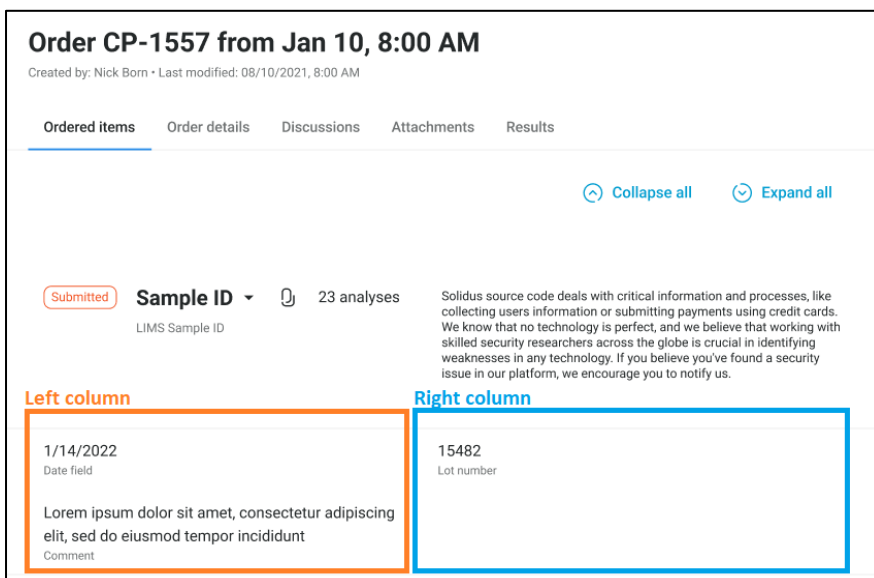 Order CP-1557 from Jan 10, 8:00 AM
Created by: Nick Born • Last modified: 08/10/2021, 8:00 AM
Ordered items Order details Discussions Attachments Results
Collapse all Expand all
Submitted Sample ID 23 analyses
LIMS Sample ID
Solidus source code deals with critical information and processes, like
collecting users information or submitting payments using credit cards.
We know that no technology is perfect, and we believe that working with
skilled security researchers across the globe is crucial in identifying
weaknesses in any technology. If you believe you've found a security
issue in our platform, we encourage you to notify us.
Left column
Right column
1/14/2022
Date field
Lorem ipsum dolor sit amet, consectetur adipiscing
elit, sed do eiusmod tempor incididunt
Comment
15482
Lot number